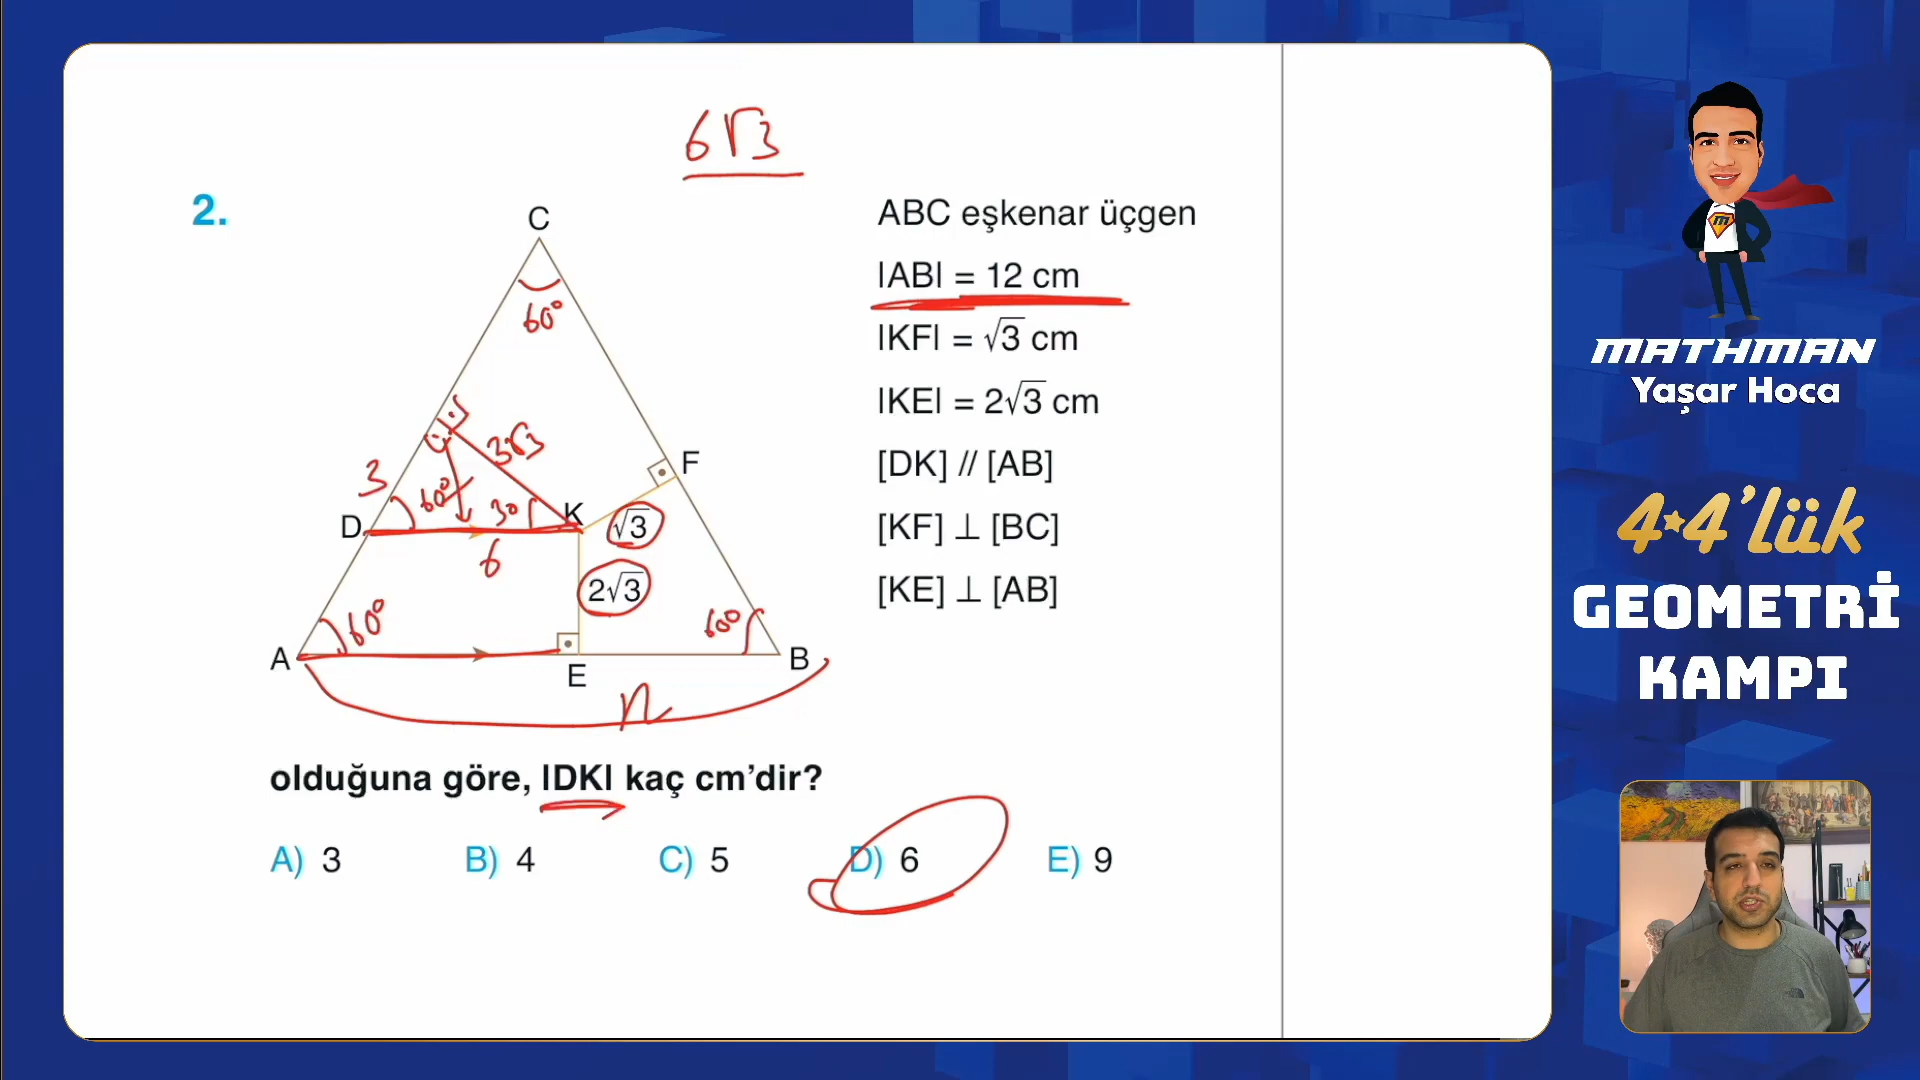 6√3
2.
C
60°
ABC eşkenar üçgen
|AB| = 12 cm
|KF| = √3 cm
|KE| = 2√3 cm
[DK] // [AB]
[KF] ⊥ [BC]
[KE] ⊥ [AB]
3√3
F
3
60°
30
K
D
√3
6
2√3
60°
60°
A
E
B
12
olduğuna göre, |DK| kaç cm'dir?
A) 3
B) 4
C) 5
D) 6
E) 9
m
MATHMAN
Yaşar Hoca
4★4'lük
GEOMETRİ
KAMPI